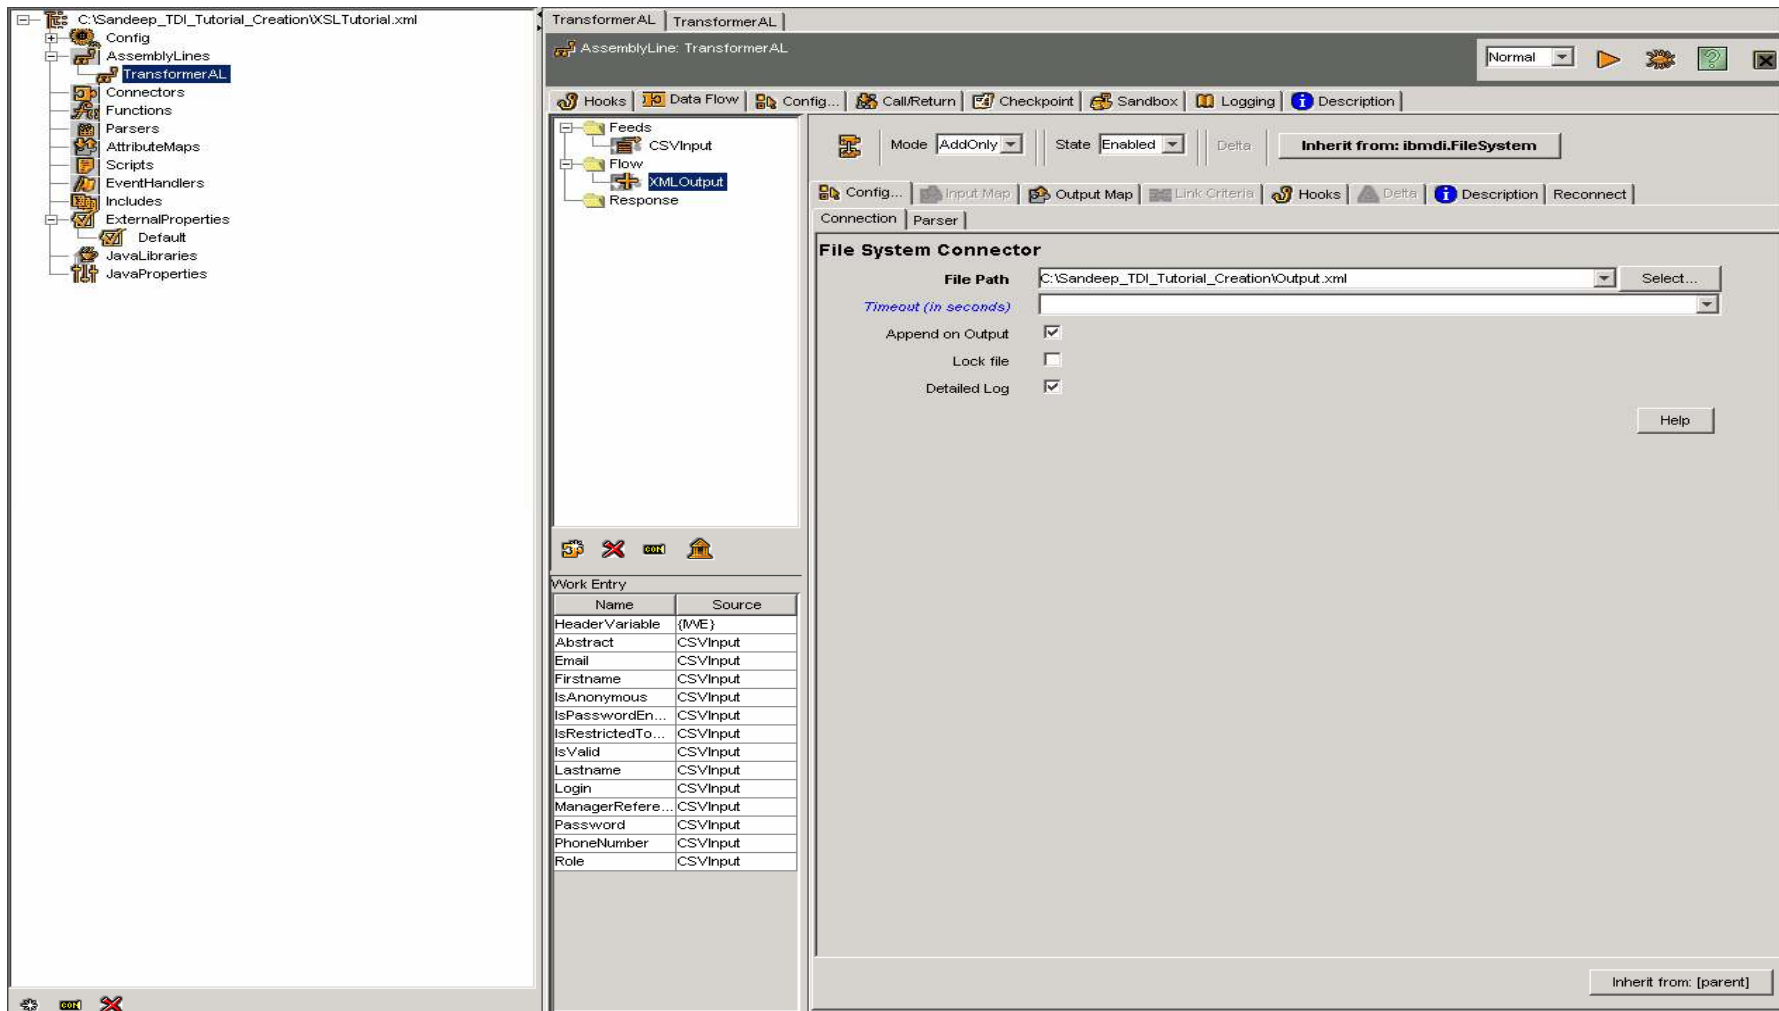 C:\Sandeep_TDI_Tutorial_Creation\XSLTutorial.xml
Config
AssemblyLines
TransformerAL
Connectors
Functions
Parsers
AttributeMaps
Scripts
EventHandlers
Includes
ExternalProperties
Default
JavaLibraries
JavaProperties
TransformerAL TransformerAL
AssemblyLine: TransformerAL
Normal
Hooks Data Flow Config... Call/Return Checkpoint Sandbox Logging Description
Feeds
CSVInput
Flow
XMLOutput
Response
Mode AddOnly State Enabled Delta Inherit from: ibmdi.FileSystem
Config... Input Map Output Map Link Criteria Hooks Delta Description Reconnect
Connection Parser
File System Connector
File Path C:\Sandeep_TDI_Tutorial_Creation\Output.xml Select...
Timeout (in seconds)
Append on Output
Lock file
Detailed Log
Help
Work Entry
Name Source
HeaderVariable {IWE}
Abstract CSVInput
Email CSVInput
Firstname CSVInput
IsAnonymous CSVInput
IsPasswordEn... CSVInput
IsRestrictedTo... CSVInput
IsValid CSVInput
Lastname CSVInput
Login CSVInput
ManagerRefere... CSVInput
Password CSVInput
PhoneNumber CSVInput
Role CSVInput
Inherit from: [parent]